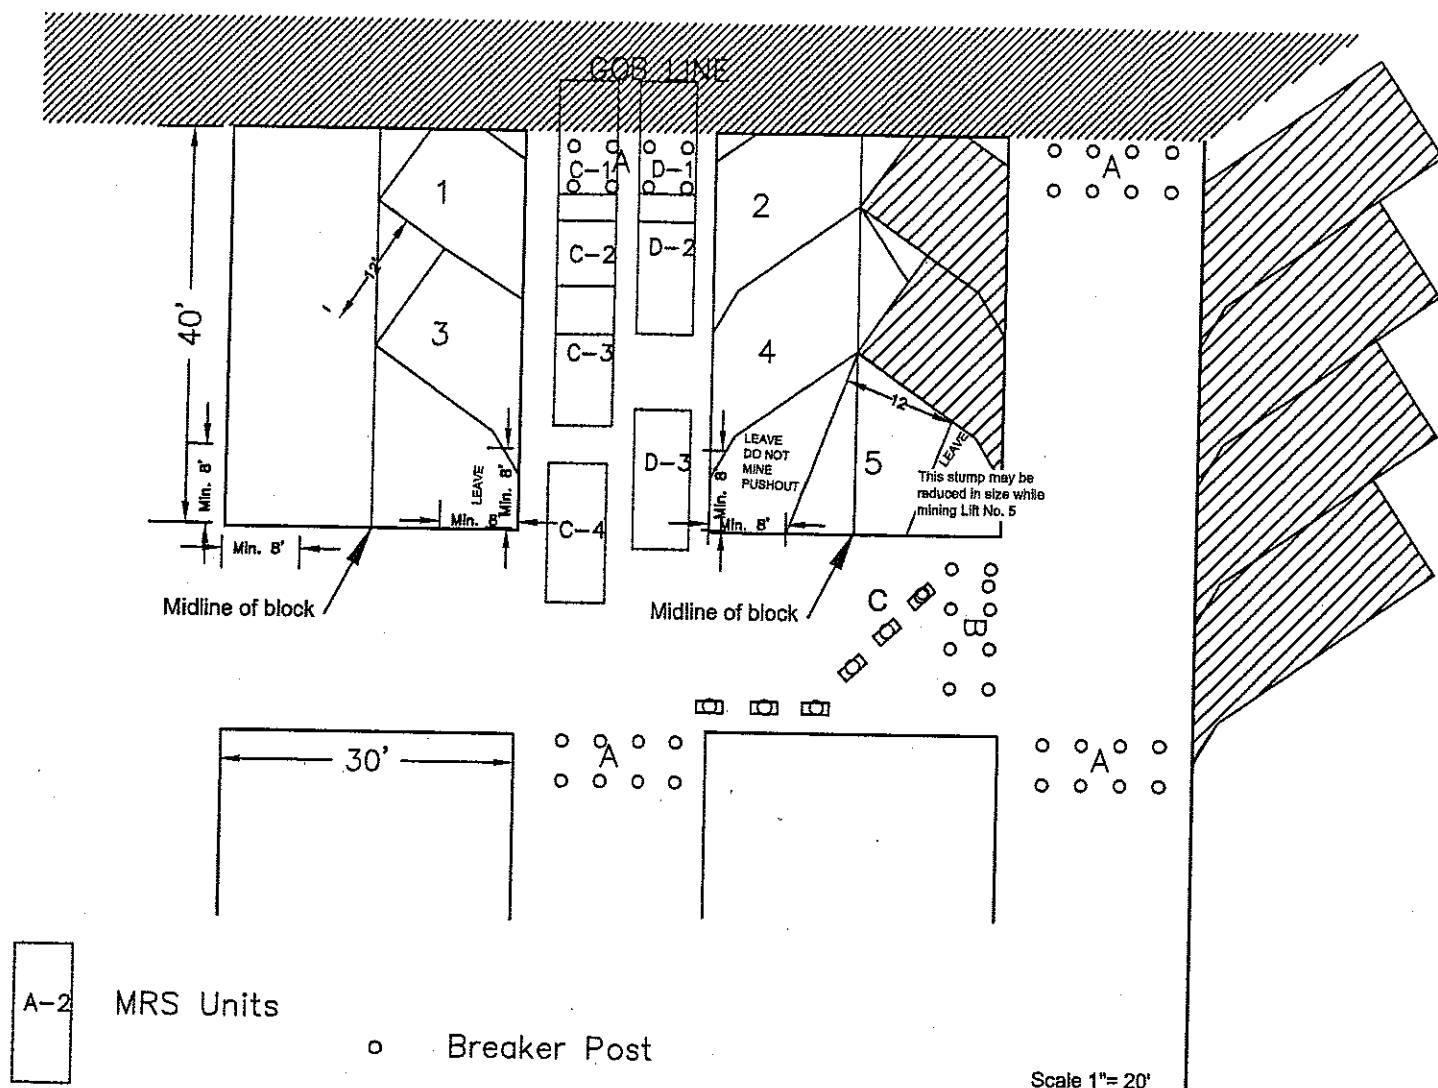 GOB LINE
A
C-1
D-1
A
1
2
C-2
D-2
12'
40'
3
C-3
4
12
Min. 8'
LEAVE
Min. 8'
Min. 8'
D-3
8'
LEAVE
DO NOT
MINE
PUSHOUT
5
LEAVE
This stump may be
reduced in size while
mining Lift No. 5
Min. 8'
C-4
Min. 8'
Midline of block
Midline of block
C
B
30'
A
A
A-2
MRS Units
Breaker Post
Scale 1"= 20'